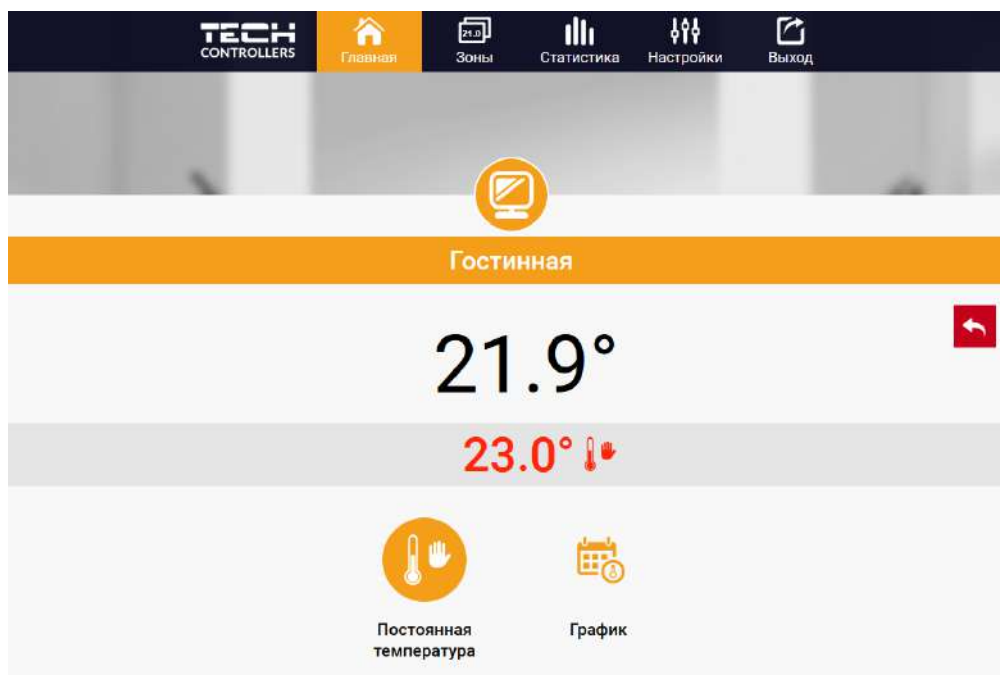 TECH
CONTROLLERS
Главная
21.0
Зоны
Статистика
Настройки
Выход
Гостинная
21.9°
23.0°
Постоянная
температура
График